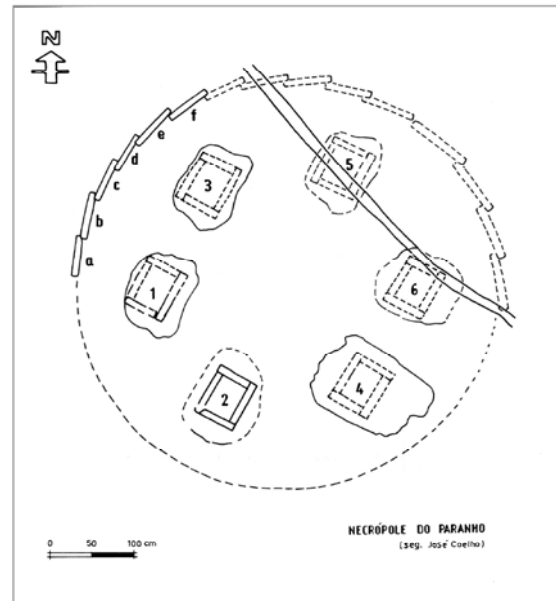 N
f
e
d
c
b
a
5
3
1
6
2
4
NECRÓPOLE DO PARANHO
(seg. José Coelho)
0 50 100 cm